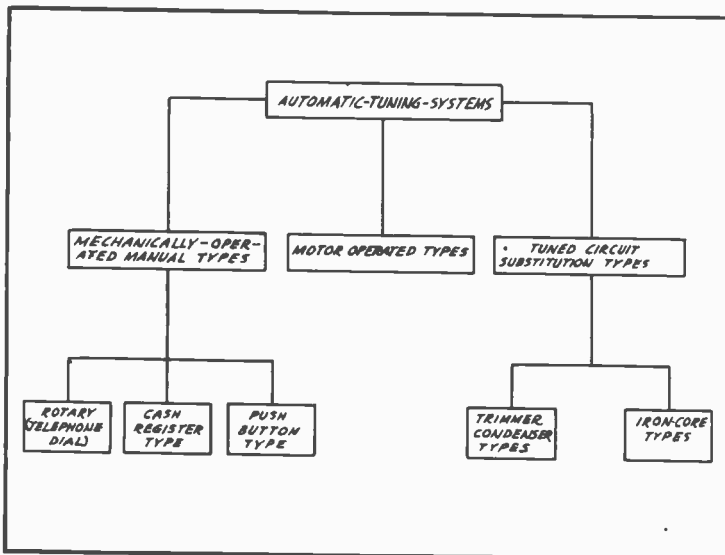 AUTOMATIC-TUNING-SYSTEMS
MECHANICALLY-OPER-
ATED MANUAL TYPES
MOTOR OPERATED TYPES
TUNED CIRCUIT
SUBSTITUTION TYPES
ROTARY
(TELEPHONE
DIAL)
CASH
REGISTER
TYPE
PUSH
BUTTOM
TYPE
TRIMMER
CONDENSER
TYPES
IRON-CORE
TYPES